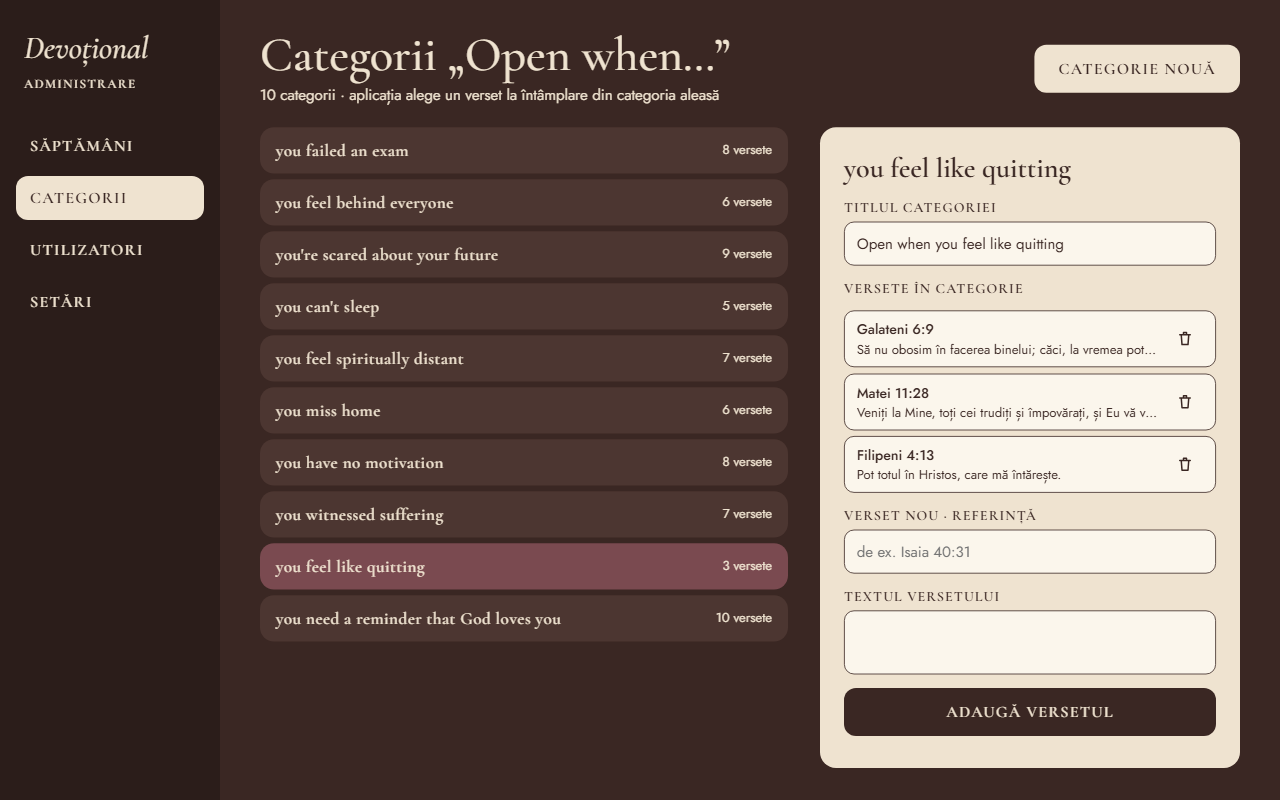 Devoțional
ADMINISTRARE
SĂPTĂMÂNI
CATEGORII
UTILIZATORI
SETĂRI
Categorii „Open when...”
10 categorii · aplicația alege un verset la întâmplare din categoria aleasă
CATEGORIE NOUĂ
you failed an exam 8 versete
you feel behind everyone 6 versete
you're scared about your future 9 versete
you can't sleep 5 versete
you feel spiritually distant 7 versete
you miss home 6 versete
you have no motivation 8 versete
you witnessed suffering 7 versete
you feel like quitting 3 versete
you need a reminder that God loves you 10 versete
you feel like quitting
TITLUL CATEGORIEI
Open when you feel like quitting
VERSETE ÎN CATEGORIE
Galateni 6:9
Să nu obosim în facerea binelui; căci, la vremea pot...
Matei 11:28
Veniți la Mine, toți cei trudiți și împovărați, și Eu vă v...
Filipeni 4:13
Pot totul în Hristos, care mă întărește.
VERSET NOU · REFERINȚĂ
de ex. Isaia 40:31
TEXTUL VERSETULUI
ADAUGĂ VERSETUL